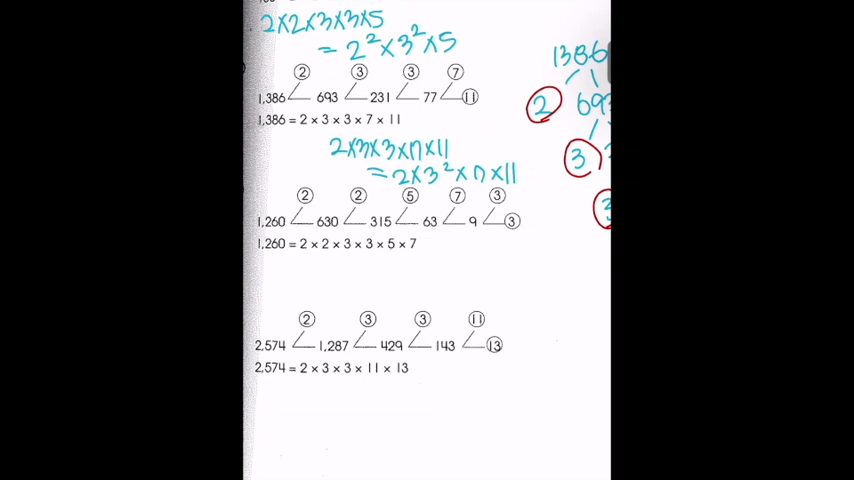 2×2×3×3×5
= 2² × 3² × 5
1386
2 3 3 7
1,386 693 231 77 11
2 693
1,386 = 2 × 3 × 3 × 7 × 11
2×3×3×7×11
3
= 2×3²×7×11
2 2 5 7 3
3
1,260 630 315 63 9 3
1,260 = 2 × 2 × 3 × 3 × 5 × 7
2 3 3 11
2,574 1,287 429 143 13
2,574 = 2 × 3 × 3 × 11 × 13